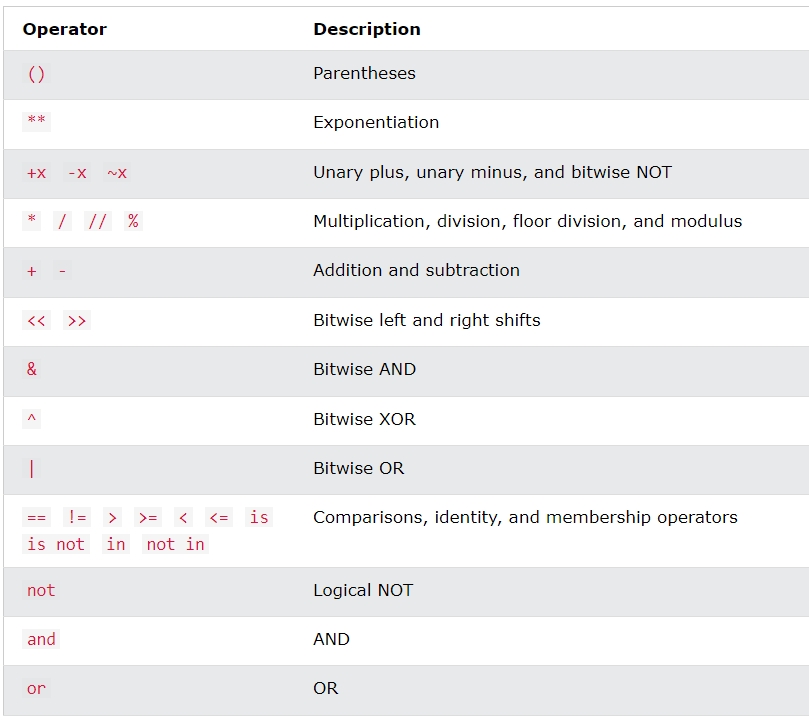 Operator Description
() Parentheses
** Exponentiation
+x -x ~x Unary plus, unary minus, and bitwise NOT
* / // % Multiplication, division, floor division, and modulus
+ - Addition and subtraction
<< >> Bitwise left and right shifts
& Bitwise AND
^ Bitwise XOR
| Bitwise OR
== != > >= < <= is Comparisons, identity, and membership operators
is not in not in
not Logical NOT
and AND
or OR